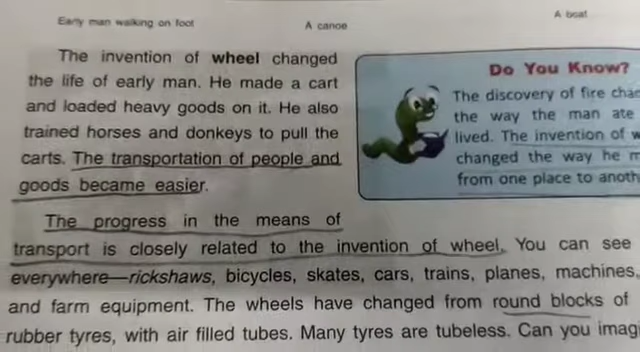 Early man walking on foot
A canoe
A boat
The invention of wheel changed
the life of early man. He made a cart
and loaded heavy goods on it. He also
trained horses and donkeys to pull the
carts. The transportation of people and
goods became easier.
Do You Know?
The discovery of fire
the way the man ate
lived. The invention of
changed the way he
from one place to
The progress in the means of
transport is closely related to the invention of wheel. You can see
everywhere—rickshaws, bicycles, skates, cars, trains, planes, machines,
and farm equipment. The wheels have changed from round blocks of
rubber tyres, with air filled tubes. Many tyres are tubeless. Can you